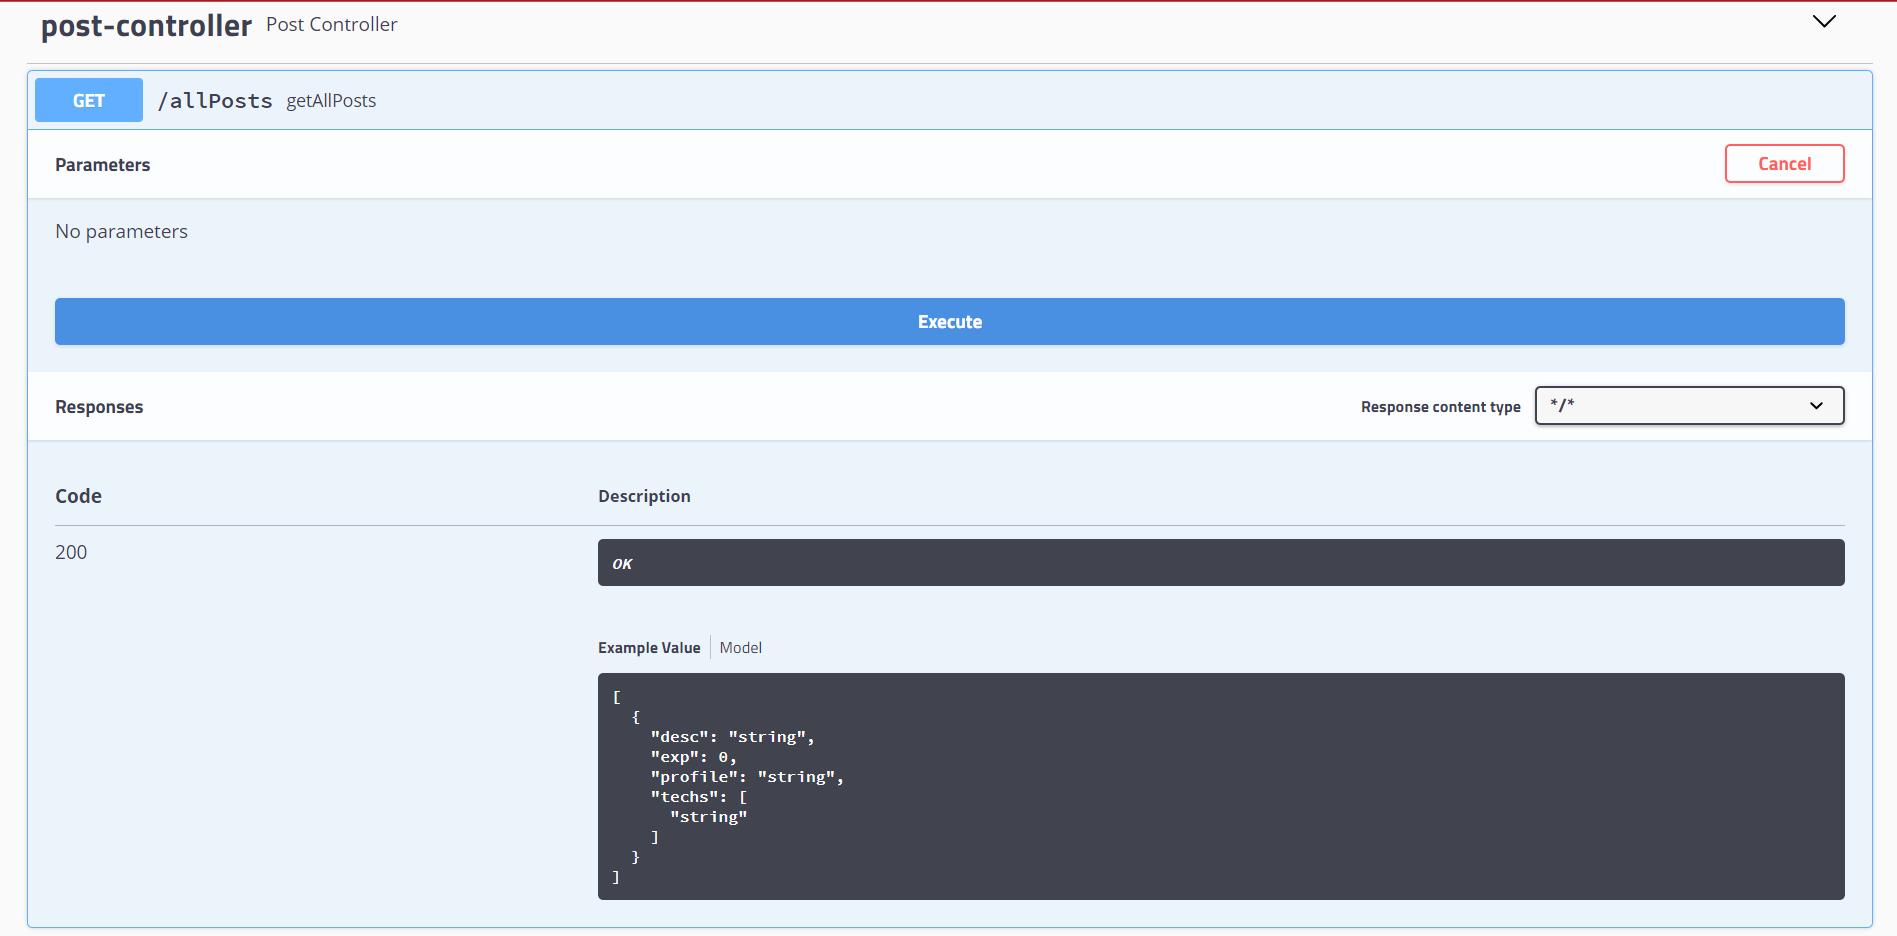 post-controller Post Controller
GET /allPosts getAllPosts
Parameters Cancel
No parameters
Execute
Responses Response content type */*
Code Description
200 OK
Example Value Model
[
  {
    "desc": "string",
    "exp": 0,
    "profile": "string",
    "techs": [
      "string"
    ]
  }
]